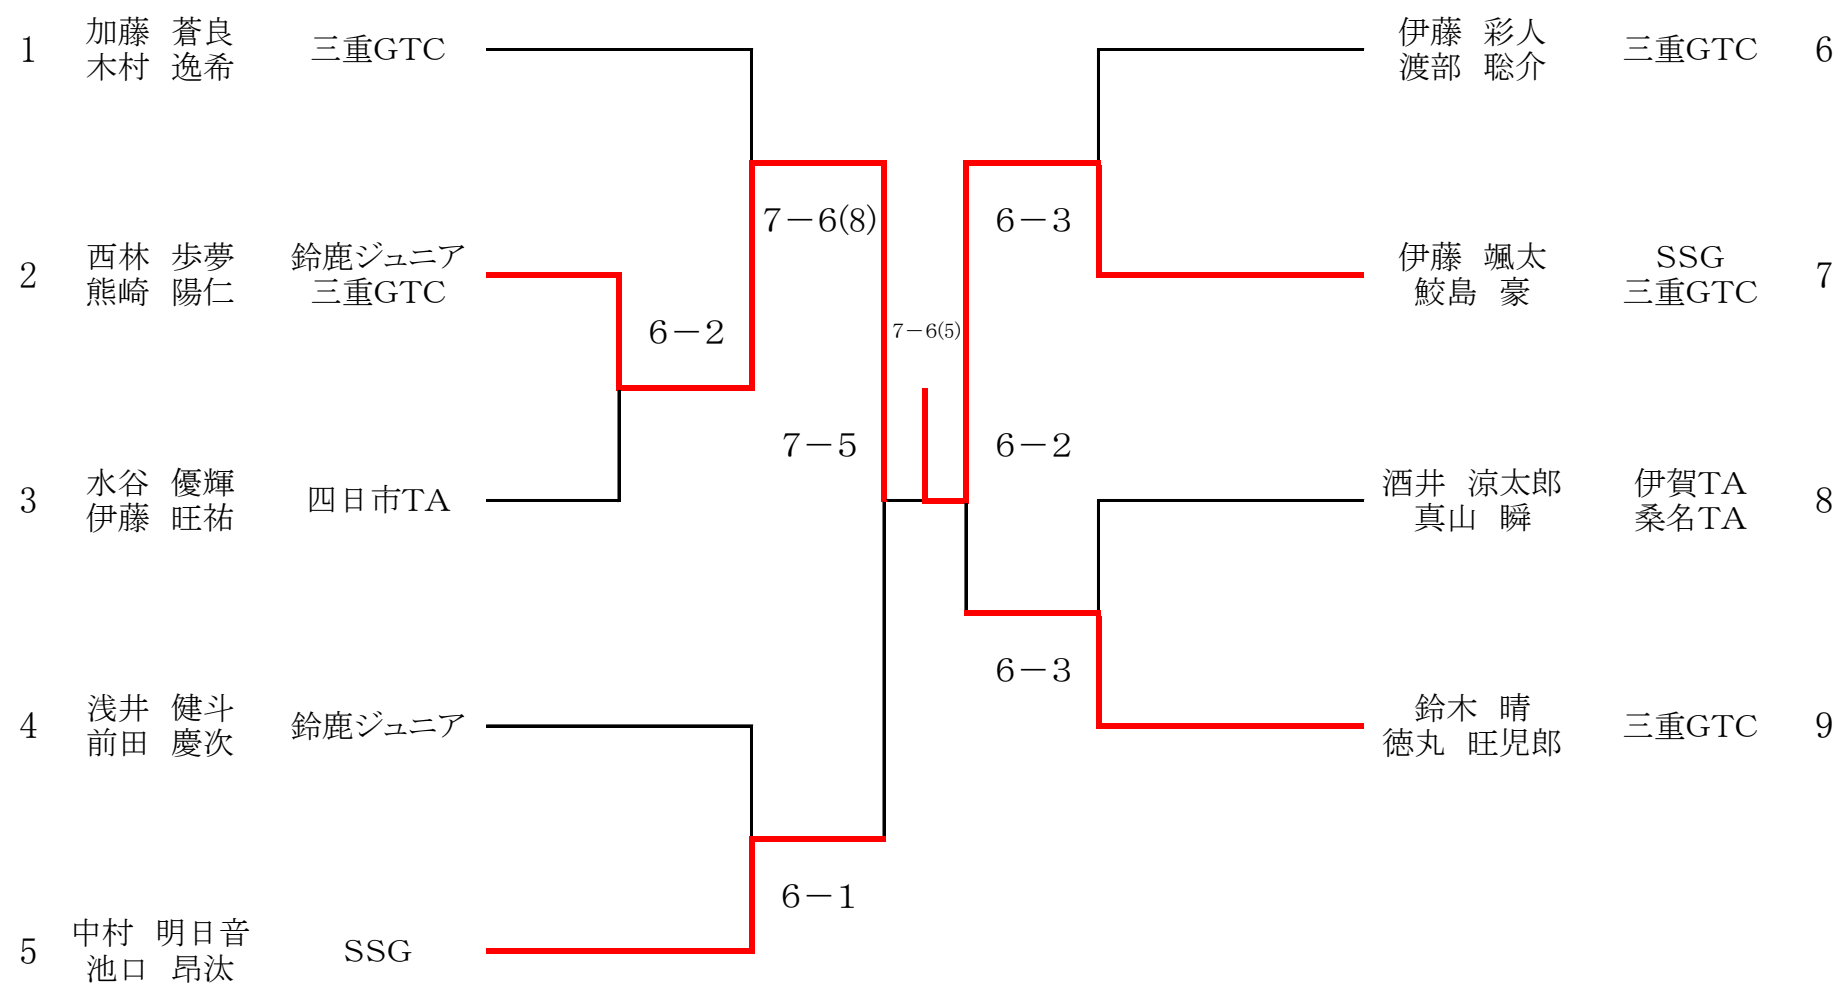 1
加藤　蒼良
木村　逸希
三重GTC
2
西林　歩夢
熊崎　陽仁
鈴鹿ジュニア
三重GTC
3
水谷　優輝
伊藤　旺祐
四日市TA
4
浅井　健斗
前田　慶次
鈴鹿ジュニア
5
中村　明日音
池口　昂汰
SSG
7－6(8)
6－2
7－5
6－1
7－6(5)
6－3
6－2
6－3
伊藤　彩人
渡部　聡介
三重GTC
6
伊藤　颯太
鮫島　豪
SSG
三重GTC
7
酒井　涼太郎
真山　瞬
伊賀TA
桑名TA
8
鈴木　晴
徳丸　旺児郎
三重GTC
9